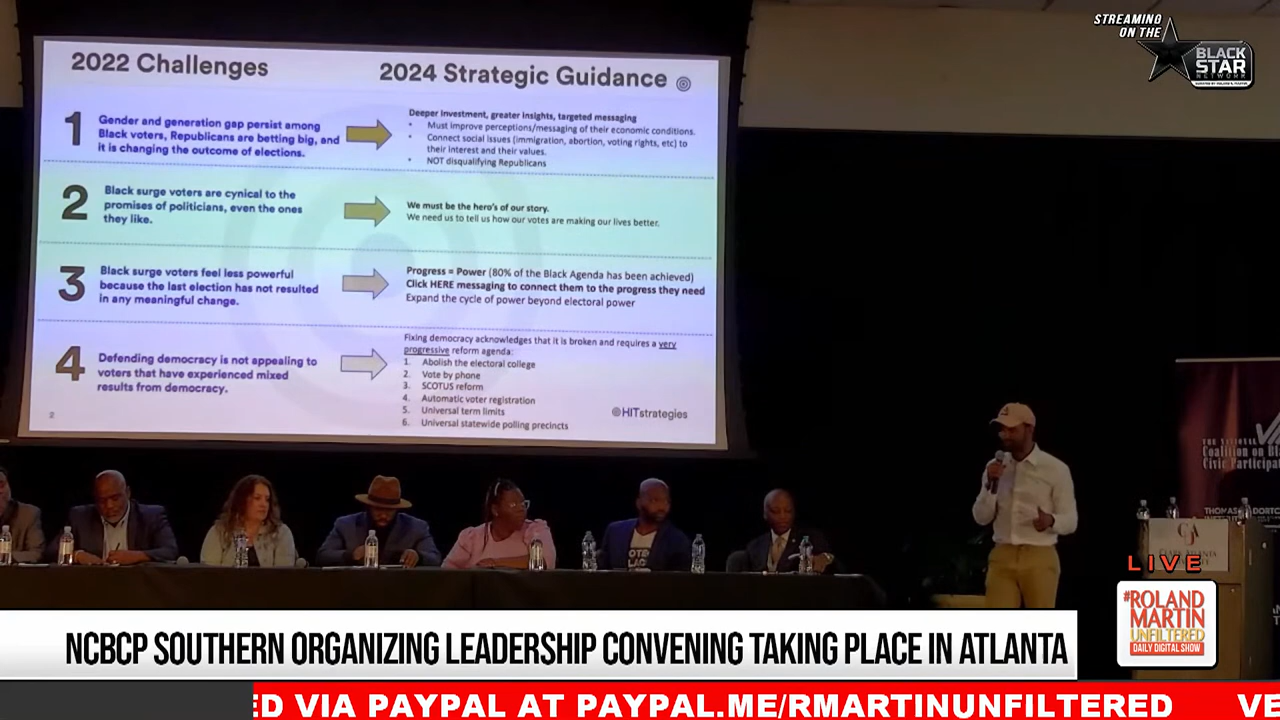 STREAMING
ON THE
BLACK
STAR
NETWORK
2022 Challenges
2024 Strategic Guidance
1
Gender and generation gap persist among
Black voters, Republicans are betting big, and
it is changing the outcome of elections.
Deeper investment, greater insights, targeted messaging
• Must improve perceptions/messaging of their economic conditions.
• Connect social issues (immigration, abortion, voting rights, etc) to
their interest and their values.
• NOT disqualifying Republicans
2
Black surge voters are cynical to the
promises of politicians, even the ones
they like.
We must be the hero's of our story.
We need us to tell us how our votes are making our lives better.
3
Black surge voters feel less powerful
because the last election has not resulted
in any meaningful change.
Progress = Power (80% of the Black Agenda has been achieved)
Click HERE messaging to connect them to the progress they need
Expand the cycle of power beyond electoral power
4
Defending democracy is not appealing to
voters that have experienced mixed
results from democracy.
Fixing democracy acknowledges that it is broken and requires a very
progressive reform agenda:
1. Abolish the electoral college
2. Vote by phone
3. SCOTUS reform
4. Automatic voter registration
5. Universal term limits
6. Universal statewide polling precincts
2
@HITstrategies
THE NATIONAL
Coalition on Bl
Civic Participat
THOMAS DORTC
LIVE
#ROLAND
MARTIN
UNFILTERED
DAILY DIGITAL SHOW
NCBCP SOUTHERN ORGANIZING LEADERSHIP CONVENING TAKING PLACE IN ATLANTA
ED VIA PAYPAL AT PAYPAL.ME/RMARTINUNFILTERED VE